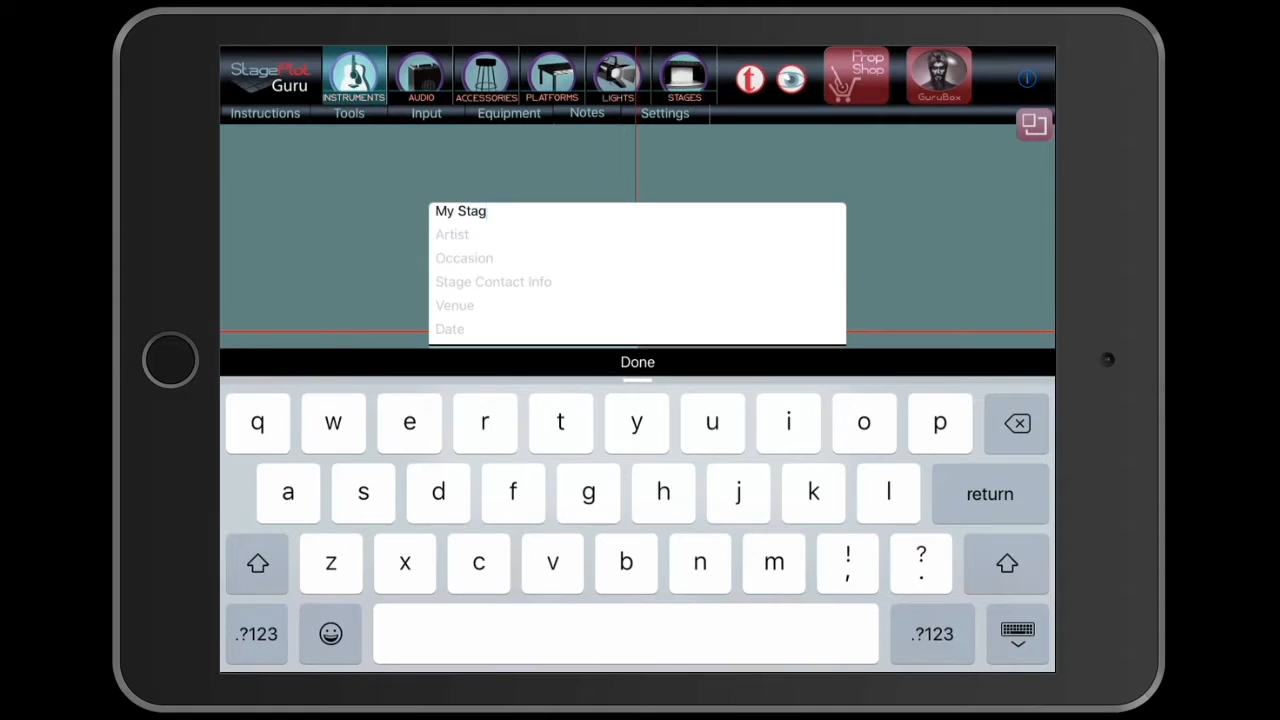 StagePlot
Guru
INSTRUMENTS
AUDIO
ACCESSORIES
PLATFORMS
LIGHTS
STAGES
t
Prop
Shop
GuruBox
i
Instructions
Tools
Input
Equipment
Notes
Settings
My Stag
Artist
Occasion
Stage Contact Info
Venue
Date
Done
q w e r t y u i o p
a s d f g h j k l return
z x c v b n m ! , ? .
.?123 .?123